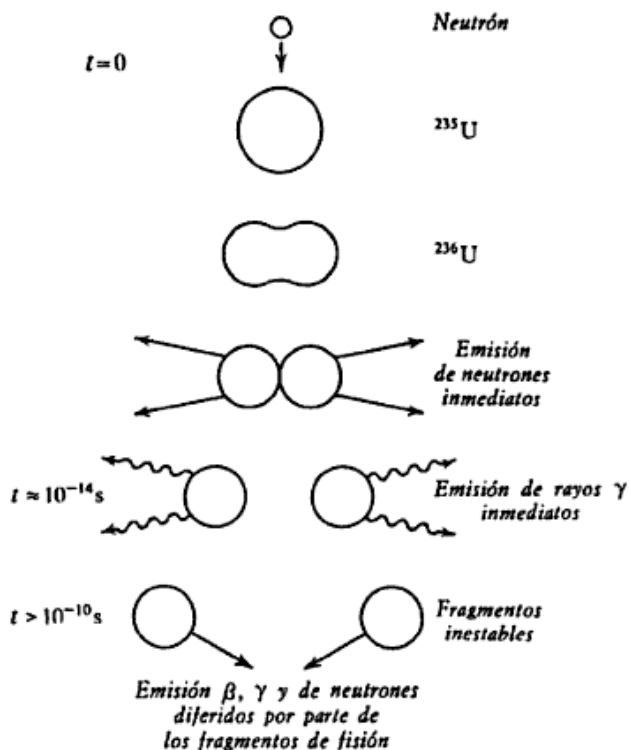 Neutrón
t=0
²³⁵U
²³⁶U
Emisión
de neutrones
inmediatos
t ≈ 10⁻¹⁴s
Emisión de rayos γ
inmediatos
t > 10⁻¹⁰s
Fragmentos
inestables
Emisión β, γ y de neutrones
diferidos por parte de
los fragmentos de fisión